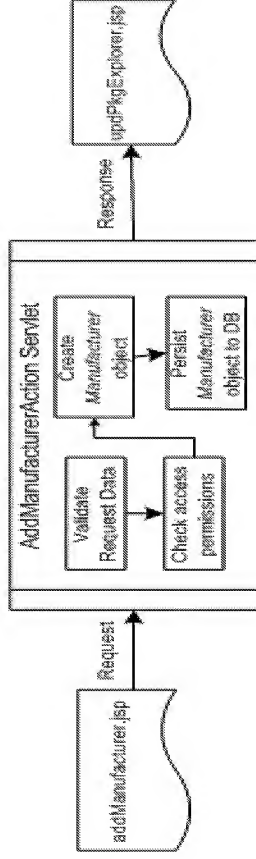 addManufacturer.jsp
Request
AddManufacturerAction Servlet
Validate
Request Data
Check access
permissions
Create
Manufacturer
object
Persist
Manufacturer
object to DB
Response
updPkgExplorer.jsp